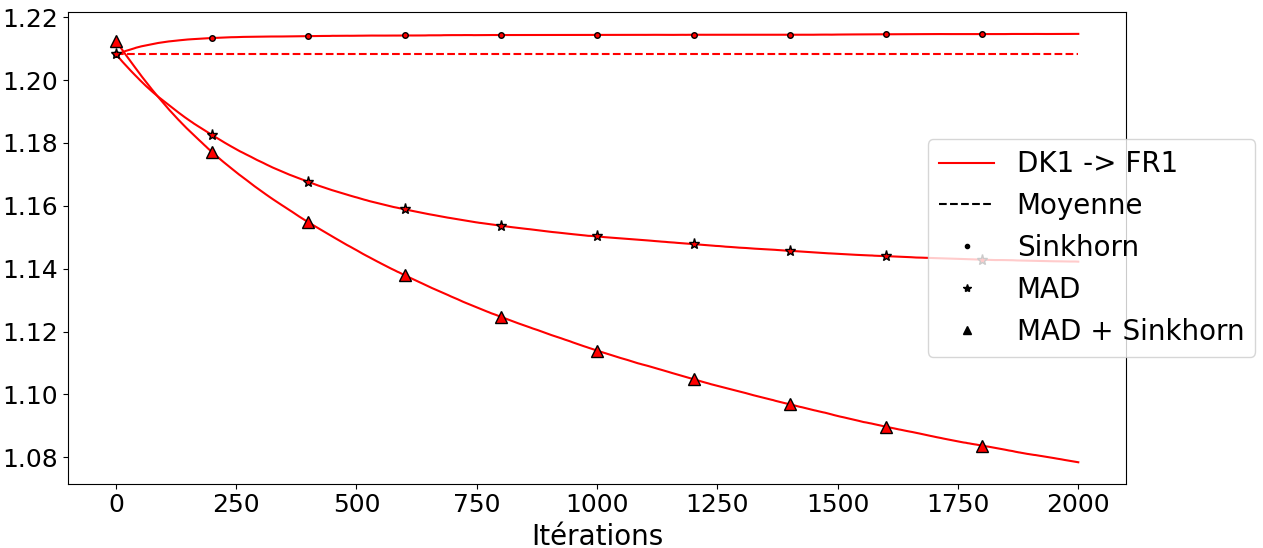 1.22
1.20
1.18
1.16
1.14
1.12
1.10
1.08
0 250 500 750 1000 1250 1500 1750 2000
Itérations
DK1 -> FR1
Moyenne
Sinkhorn
MAD
MAD + Sinkhorn